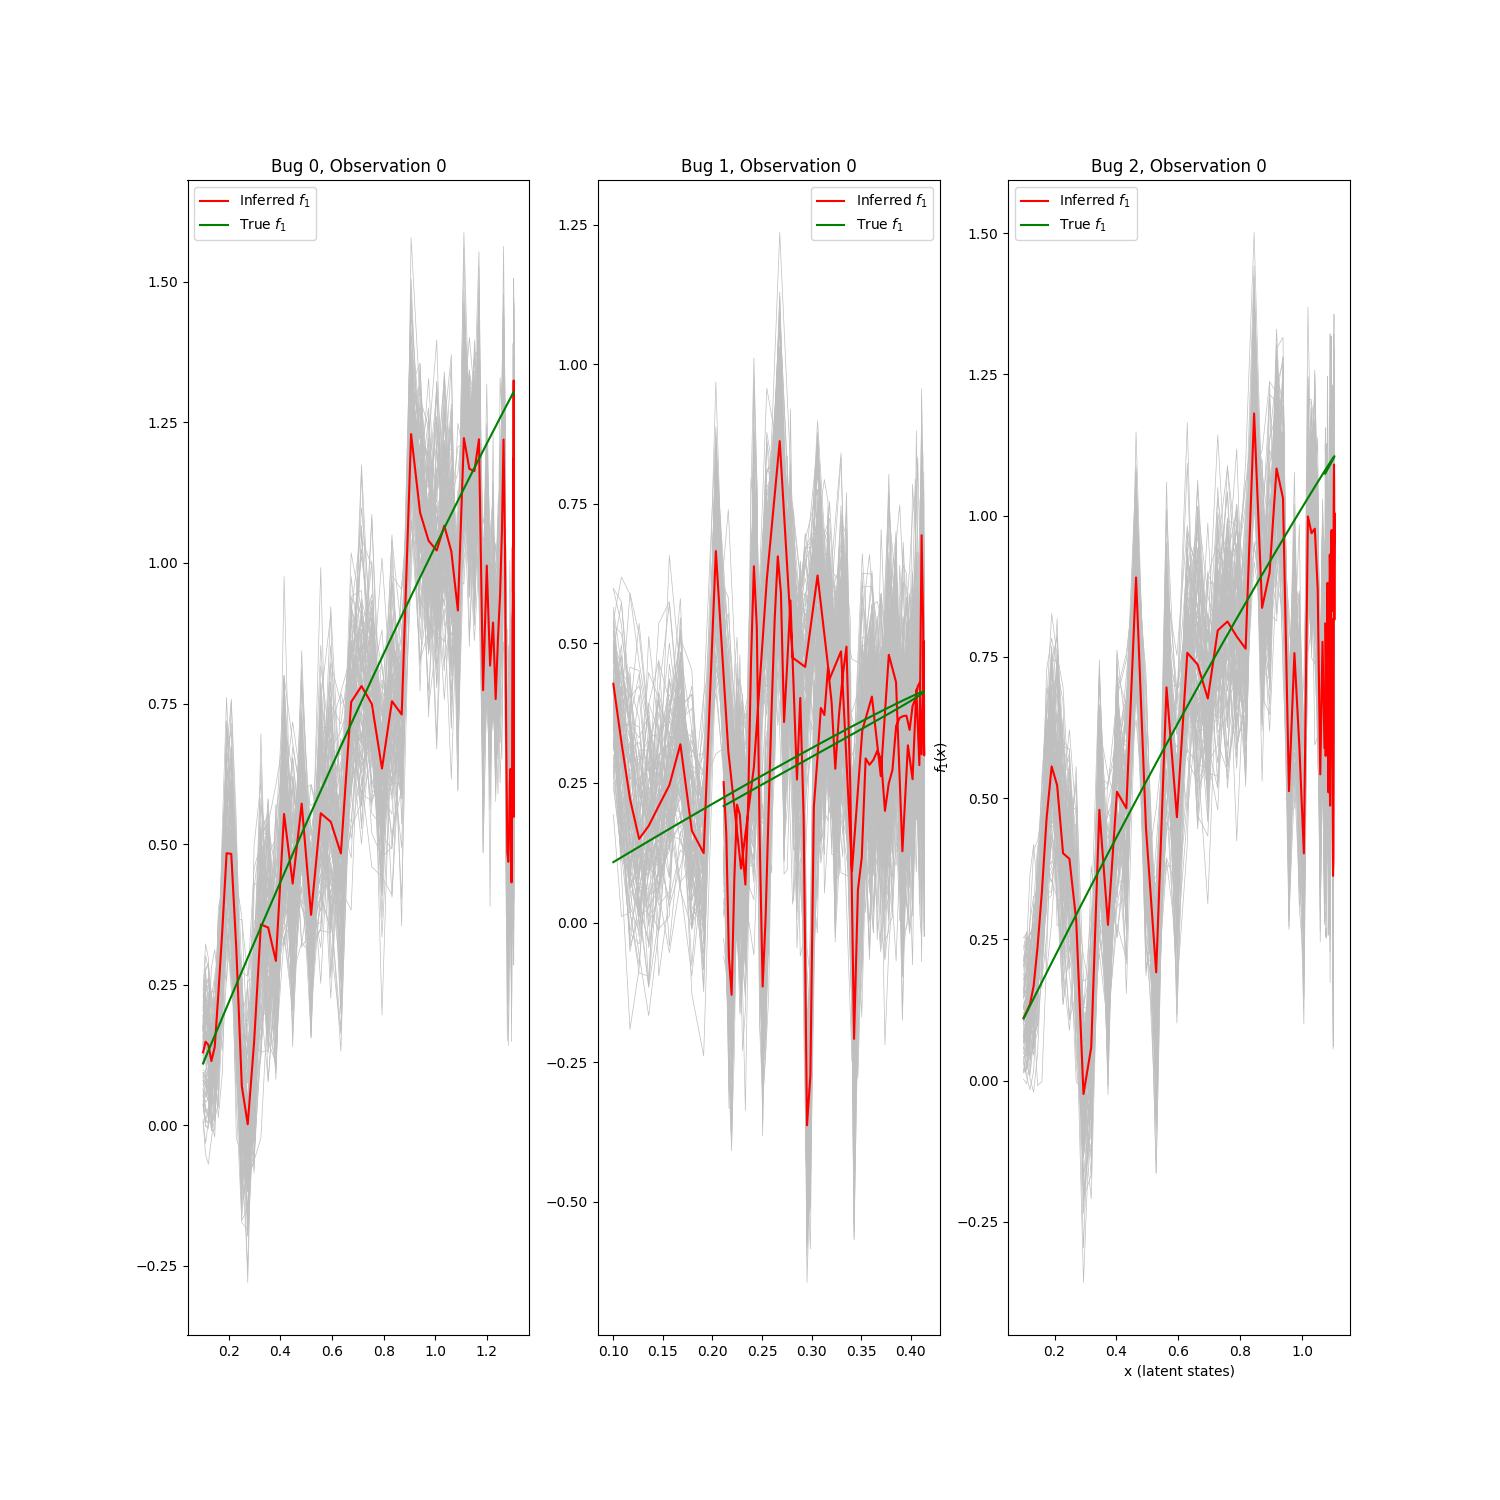 Bug 0, Observation 0
Inferred f₁
True f₁
1.50
1.25
1.00
0.75
0.50
0.25
0.00
−0.25
0.2 0.4 0.6 0.8 1.0 1.2
Bug 1, Observation 0
Inferred f₁
True f₁
1.25
1.00
0.75
0.50
0.25
0.00
−0.25
−0.50
0.10 0.15 0.20 0.25 0.30 0.35 0.40
Bug 2, Observation 0
Inferred f₁
True f₁
f₁(x)
1.50
1.25
1.00
0.75
0.50
0.25
0.00
−0.25
0.2 0.4 0.6 0.8 1.0
x (latent states)